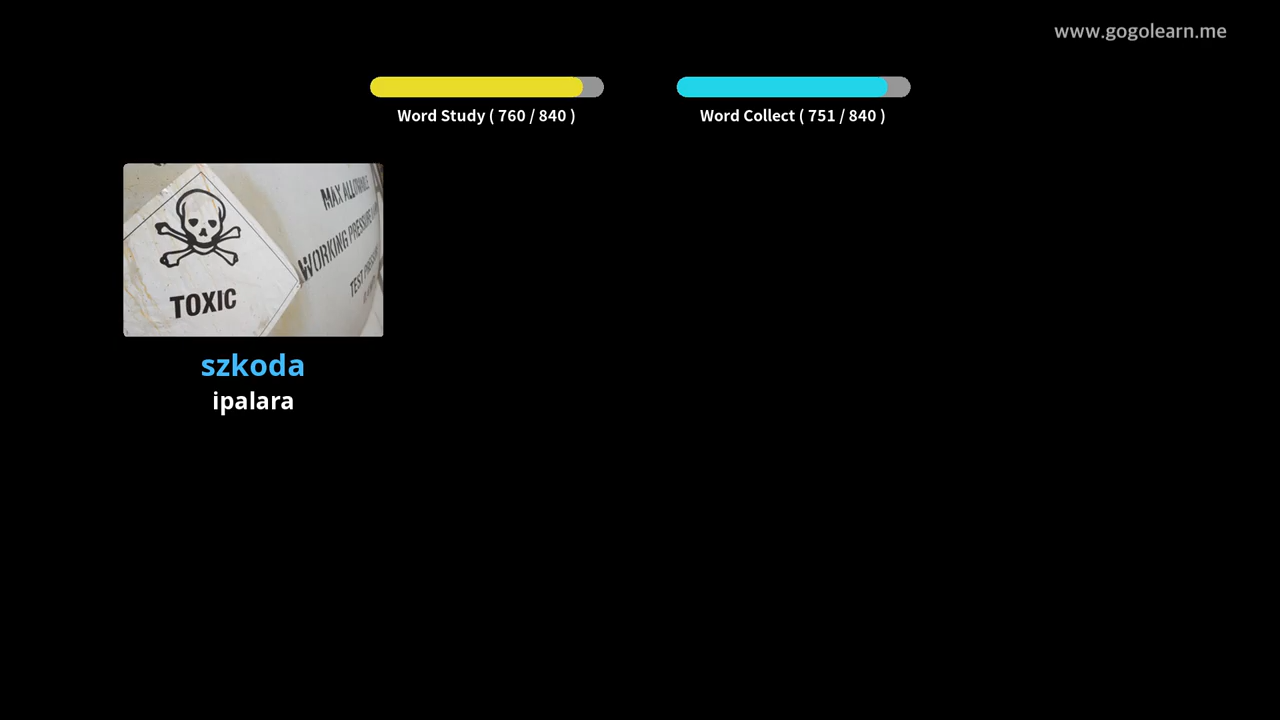 www.gogolearn.me
Word Study ( 760 / 840 )
Word Collect ( 751 / 840 )
MAX ALLOWABLE
WORKING PRESSURE
TEST
TOXIC
szkoda
ipalara